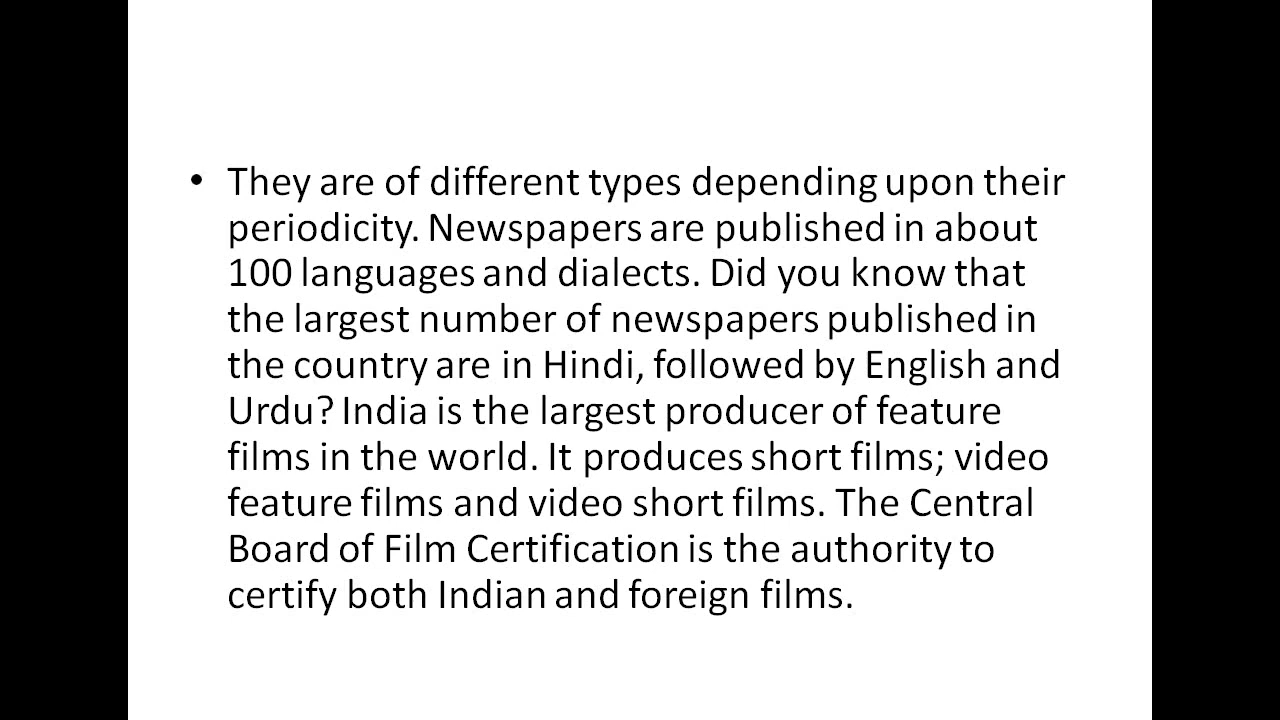 • They are of different types depending upon their
periodicity. Newspapers are published in about
100 languages and dialects. Did you know that
the largest number of newspapers published in
the country are in Hindi, followed by English and
Urdu? India is the largest producer of feature
films in the world. It produces short films; video
feature films and video short films. The Central
Board of Film Certification is the authority to
certify both Indian and foreign films.